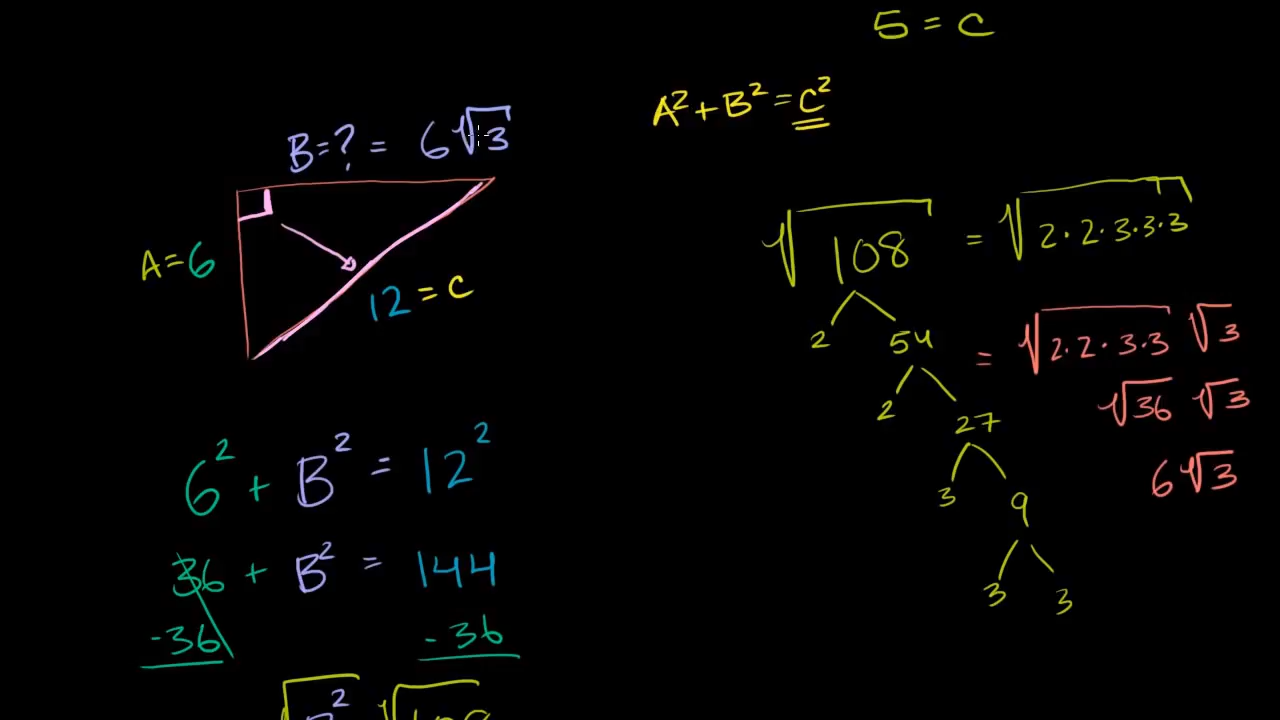 5 = C
A² + B² = C²
B = ? = 6√3
A = 6
12 = C
√108 = √2·2·3·3·3
2 54
= √2·2·3·3 √3
2 27
√36 √3
3 9
6√3
3 3
6² + B² = 12²
36 + B² = 144
-36 -36
√B² √108